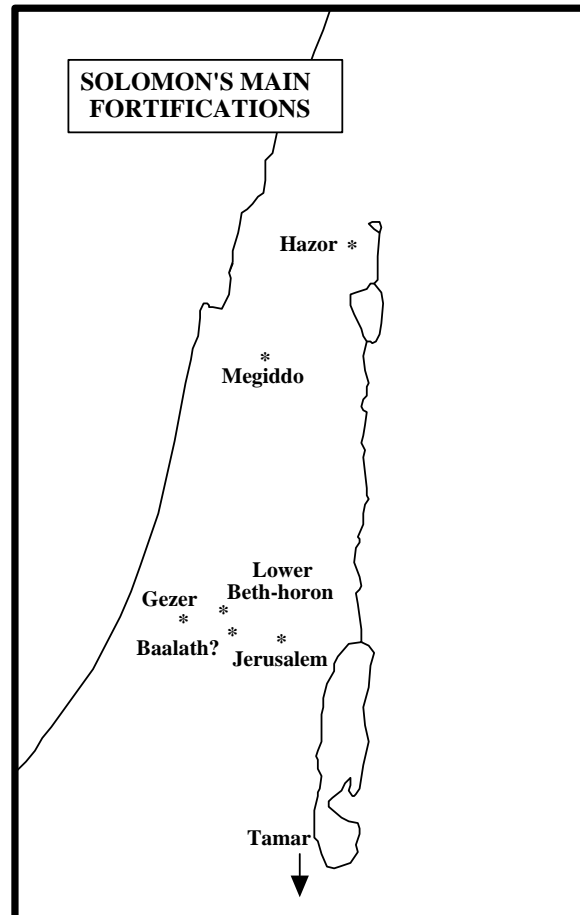 SOLOMON'S MAIN
FORTIFICATIONS
Hazor *
*
Megiddo
Lower
Beth-horon
Gezer
*
*
*
Baalath?
*
Jerusalem
Tamar